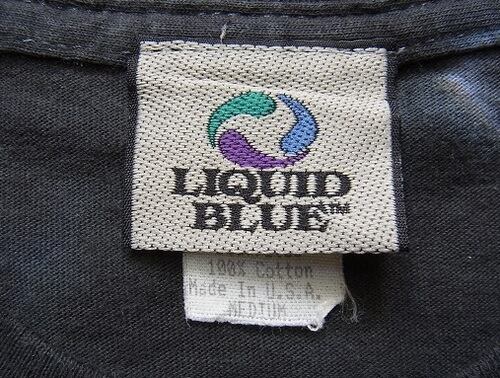 LIQUID
BLUE™
100% Cotton
Made In U.S.A.
MEDIUM